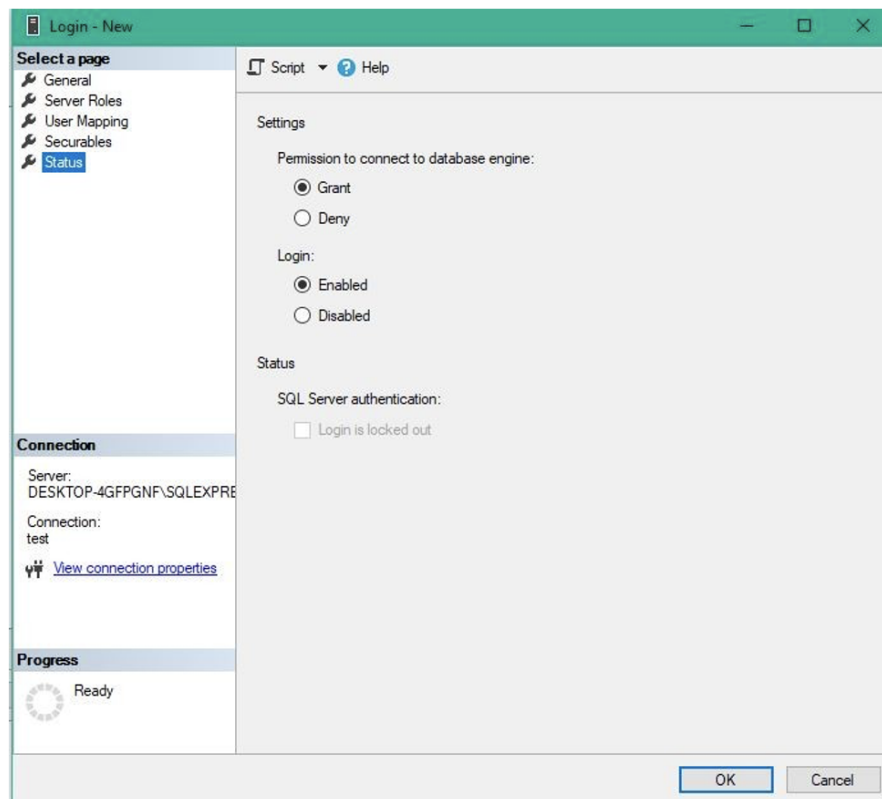 Login - New
Select a page
General
Server Roles
User Mapping
Securables
Status
Script
Help
Settings
Permission to connect to database engine:
Grant
Deny
Login:
Enabled
Disabled
Status
SQL Server authentication:
Login is locked out
Connection
Server:
DESKTOP-4GFPGNF\SQLEXPRE
Connection:
test
View connection properties
Progress
Ready
OK
Cancel